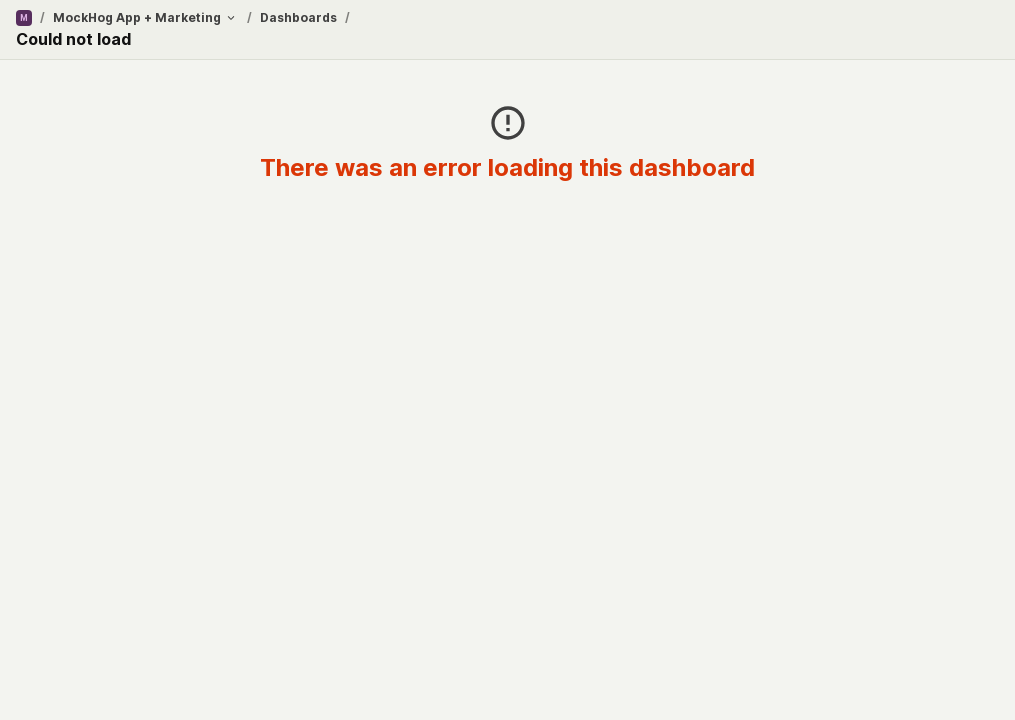 M / MockHog App + Marketing / Dashboards /
Could not load
There was an error loading this dashboard